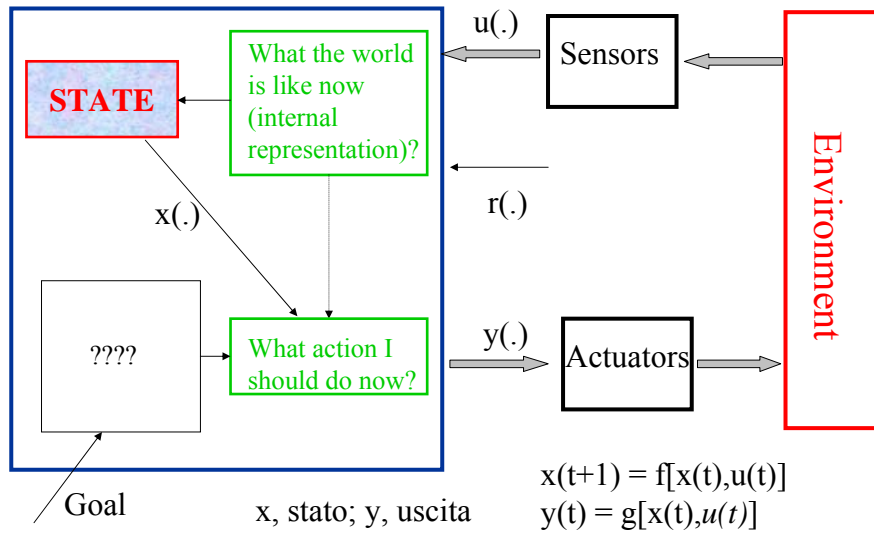 What the world
is like now
(internal
representation)?
STATE
u(.)
Sensors
Environment
r(.)
x(.)
????
What action I
should do now?
y(.)
Actuators
Goal
x, stato; y, uscita
x(t+1) = f[x(t),u(t)]
y(t) = g[x(t),u(t)]